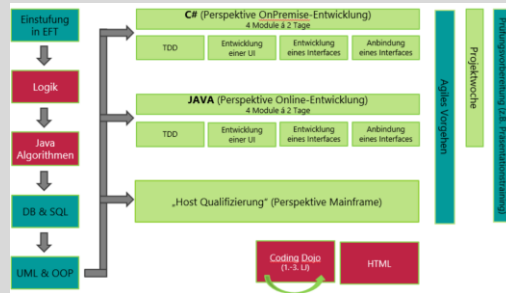 Einstufung
in EFT
Logik
Java
Algorithmen
DB & SQL
UML & OOP
C# (Perspektive OnPremise-Entwicklung)
4 Module á 2 Tage
TDD
Entwicklung
einer UI
Entwicklung
eines Interfaces
Anbindung
eines Interfaces
JAVA (Perspektive Online-Entwicklung)
4 Module á 2 Tage
TDD
Entwicklung
einer UI
Entwicklung
eines Interfaces
Anbindung
eines Interfaces
„Host Qualifizierung“ (Perspektive Mainframe)
Coding Dojo
(1.-3. LJ)
HTML
Agiles Vorgehen
Projektwoche
Prüfungsvorbereitung (z.B. Präsentationstraining)